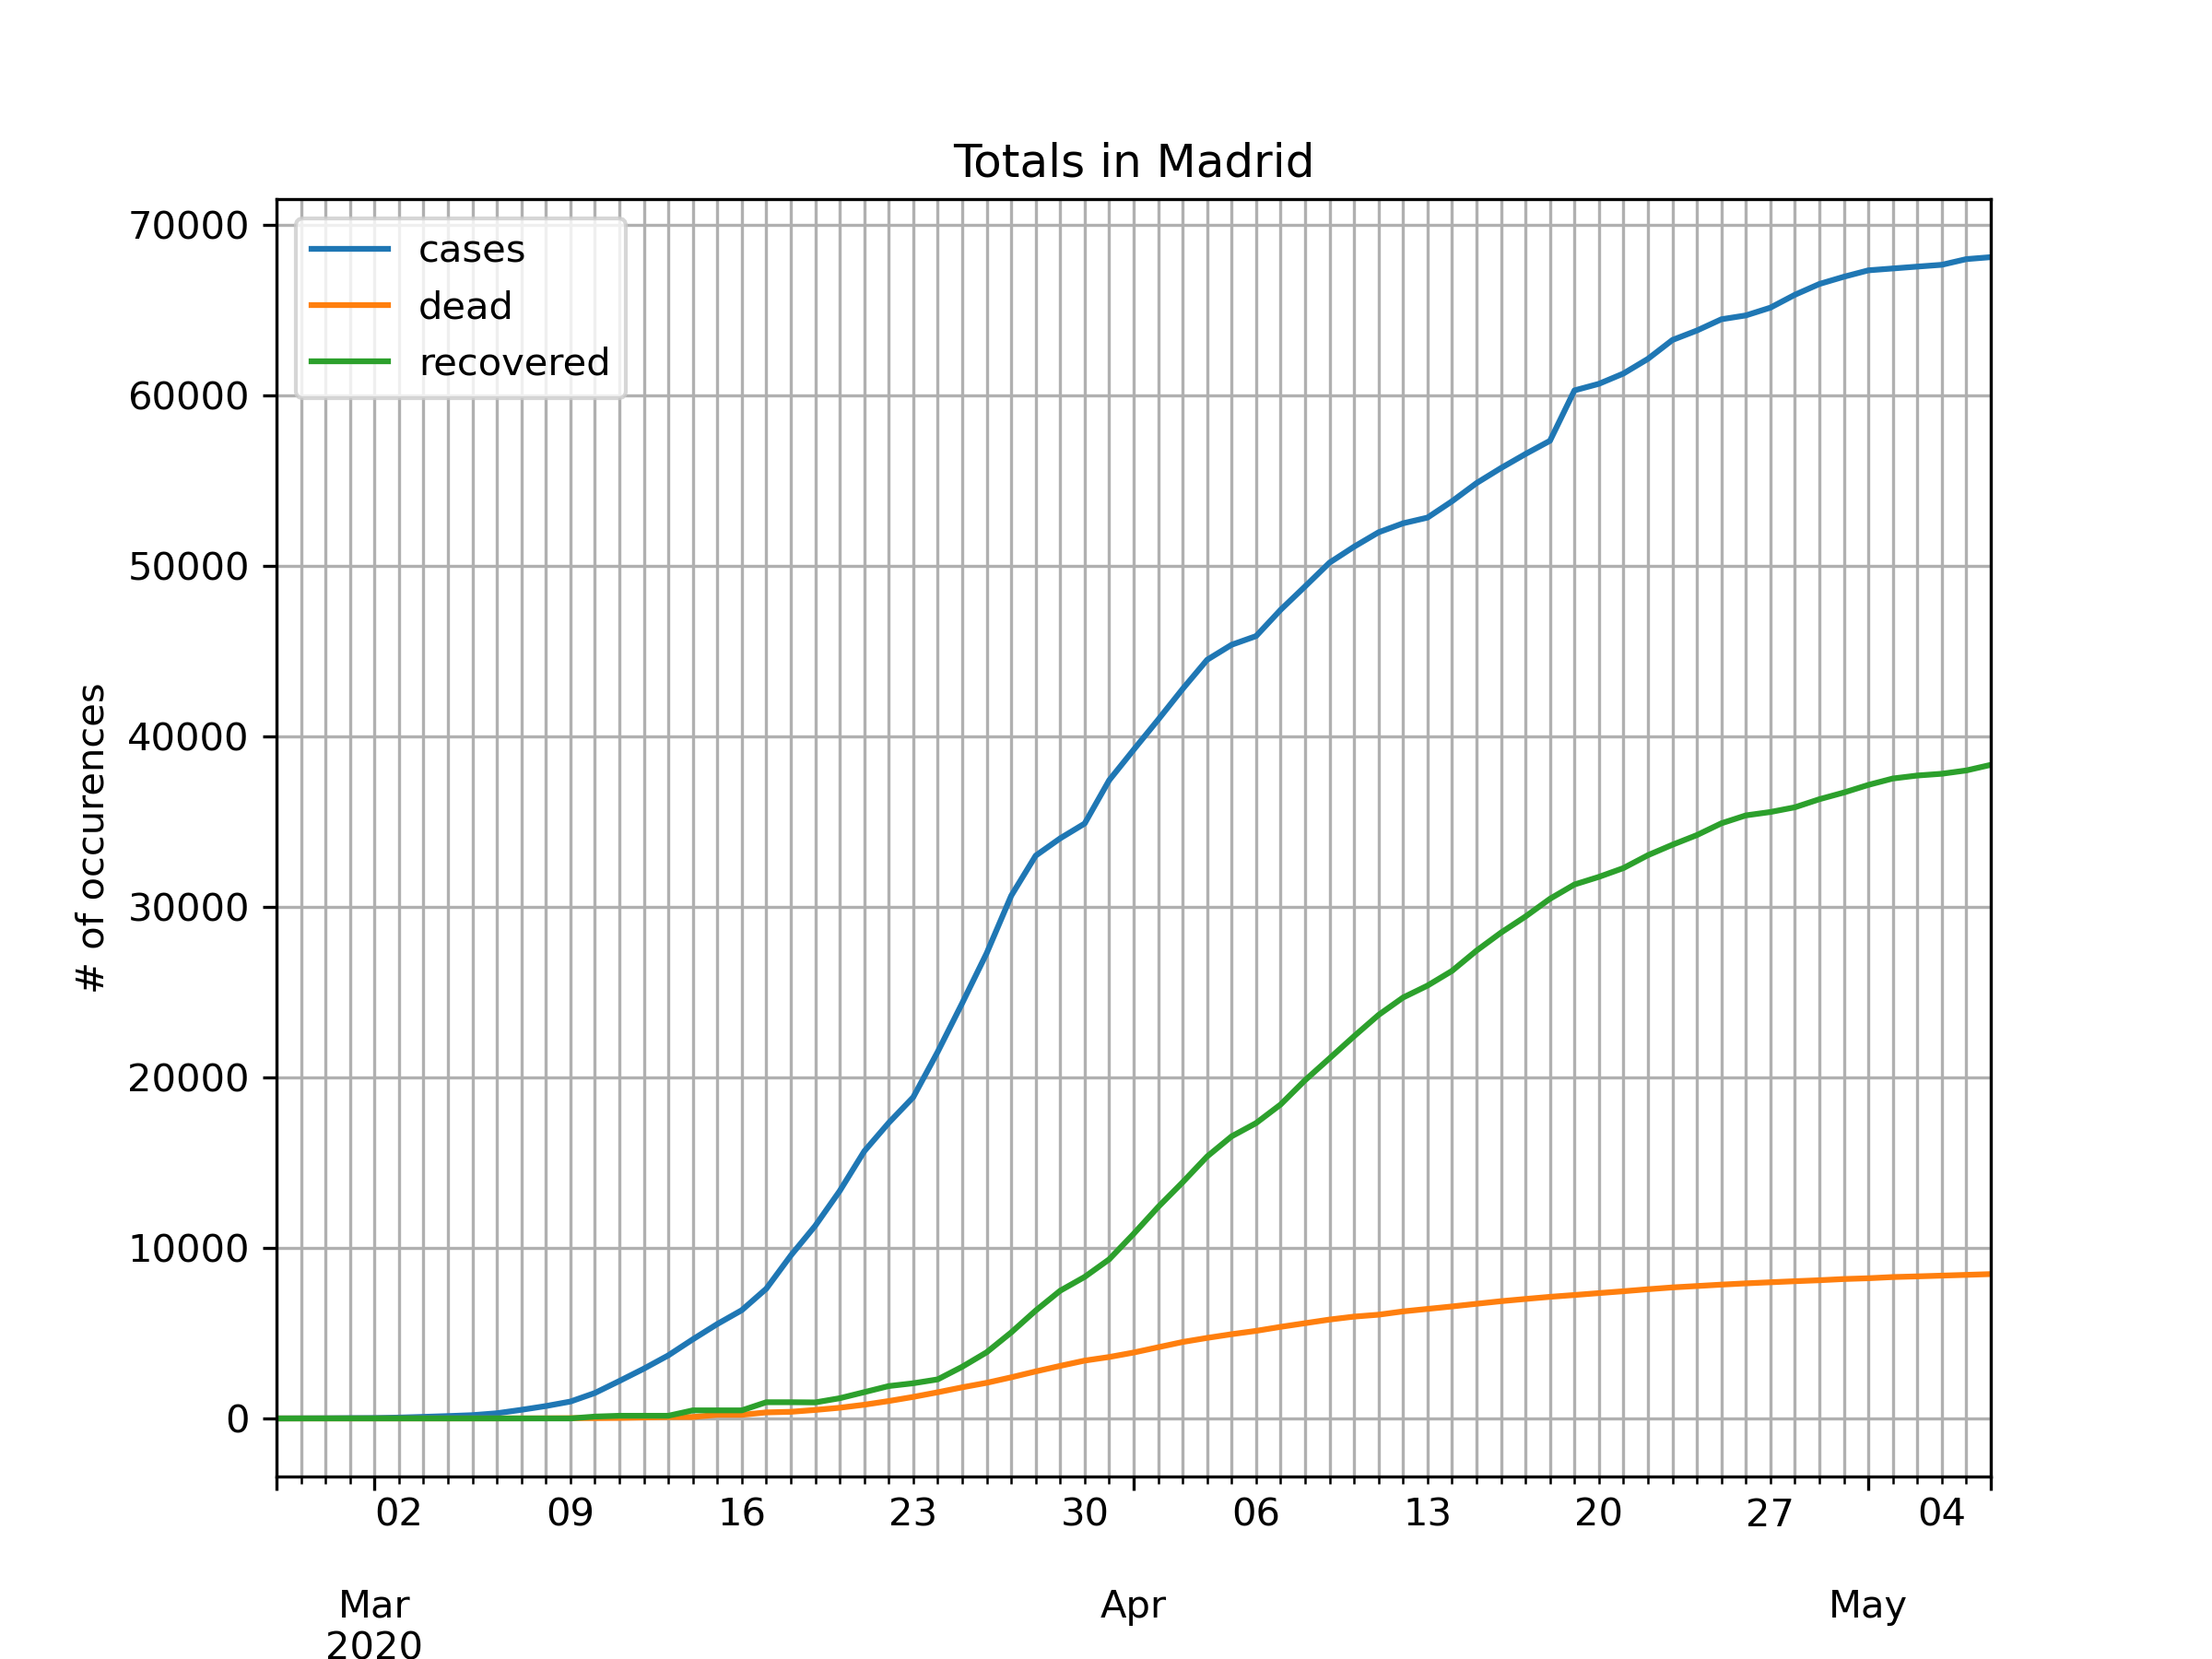 Totals in Madrid
cases
dead
recovered
# of occurences
70000
60000
50000
40000
30000
20000
10000
0
02 09 16 23 30 06 13 20 27 04
Mar Apr May
2020